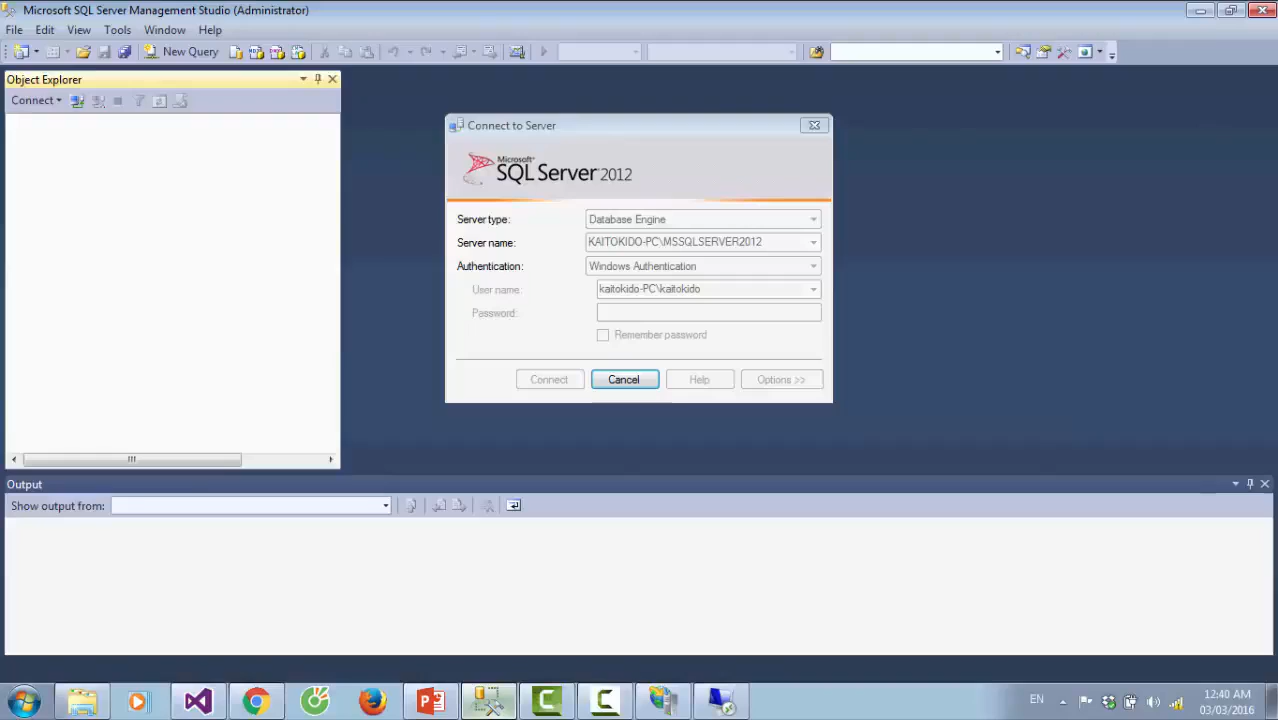 Microsoft SQL Server Management Studio (Administrator)
File Edit View Tools Window Help
New Query
Object Explorer
Connect
Connect to Server
Microsoft
SQL Server 2012
Server type: Database Engine
Server name: KAITOKIDO-PC\MSSQLSERVER2012
Authentication: Windows Authentication
User name: kaitokido-PC\kaitokido
Password:
Remember password
Connect Cancel Help Options >>
Output
Show output from:
EN
12:40 AM
03/03/2016